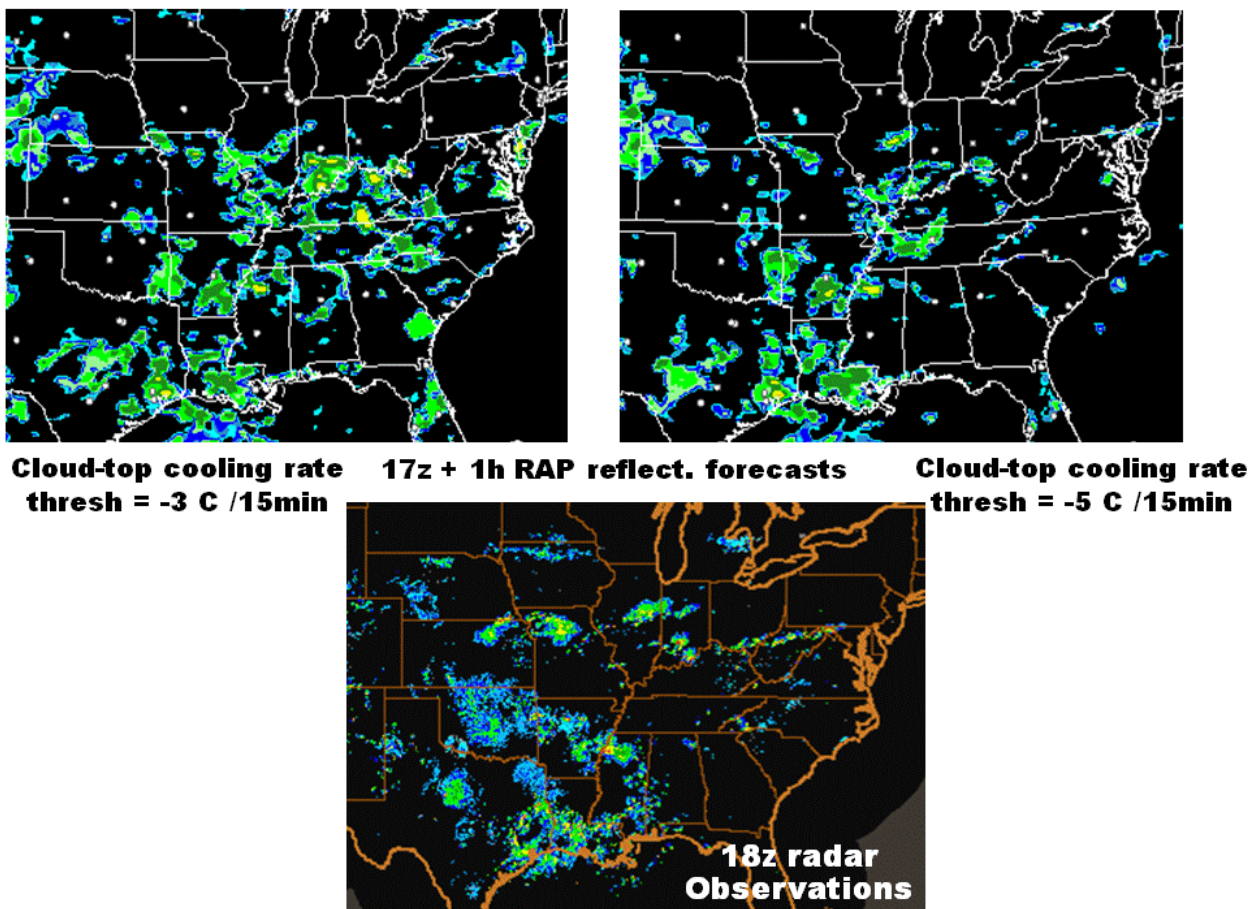 Cloud-top cooling rate
thresh = -3 C /15min
17z + 1h RAP reflect. forecasts
Cloud-top cooling rate
thresh = -5 C /15min
18z radar
Observations